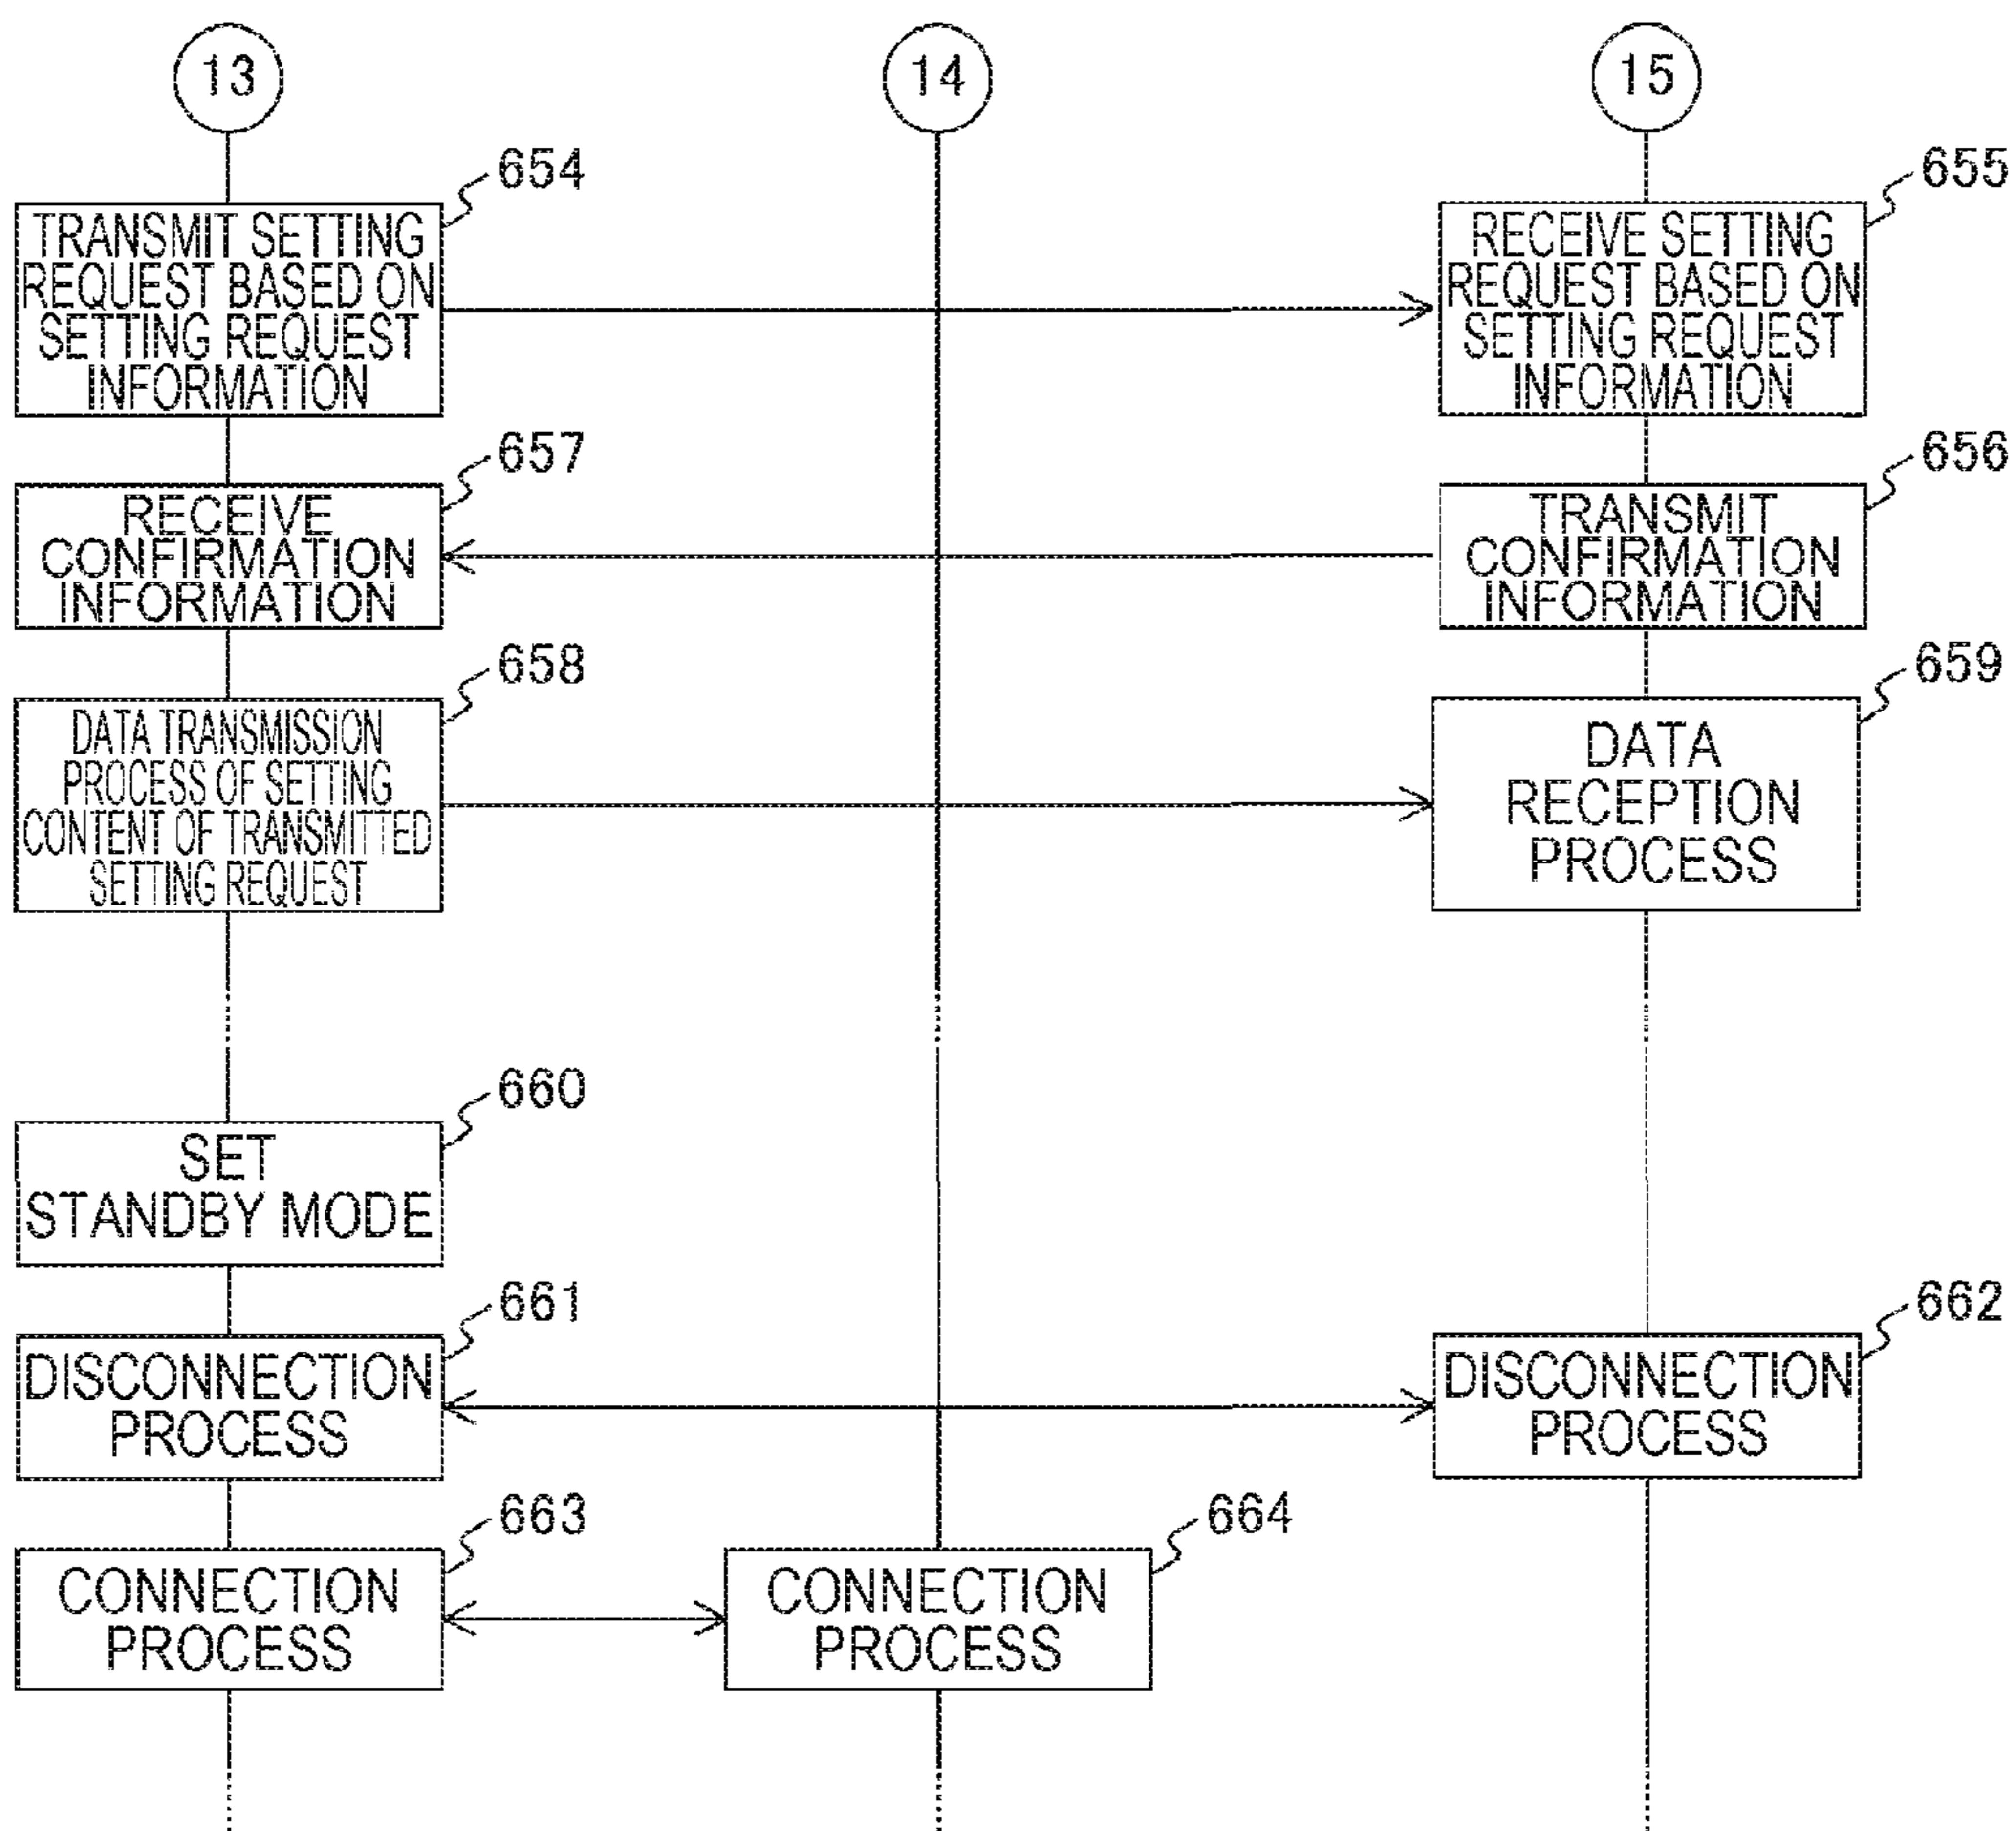 13
14
15
654
655
TRANSMIT SETTING
REQUEST BASED ON
SETTING REQUEST
INFORMATION
RECEIVE SETTING
REQUEST BASED ON
SETTING REQUEST
INFORMATION
657
656
RECEIVE
CONFIRMATION
INFORMATION
TRANSMIT
CONFIRMATION
INFORMATION
658
659
DATA TRANSMISSION
PROCESS OF SETTING
CONTENT OF TRANSMITTED
SETTING REQUEST
DATA
RECEPTION
PROCESS
660
SET
STANDBY MODE
661
662
DISCONNECTION
PROCESS
DISCONNECTION
PROCESS
663
664
CONNECTION
PROCESS
CONNECTION
PROCESS